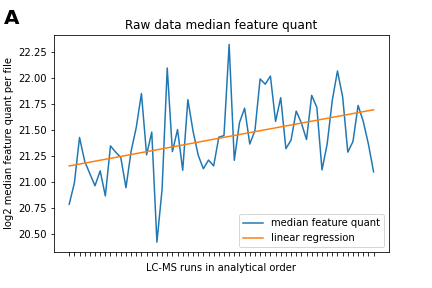 A
Raw data median feature quant
log2 median feature quant per file
22.25
22.00
21.75
21.50
21.25
21.00
20.75
20.50
median feature quant
linear regression
LC-MS runs in analytical order